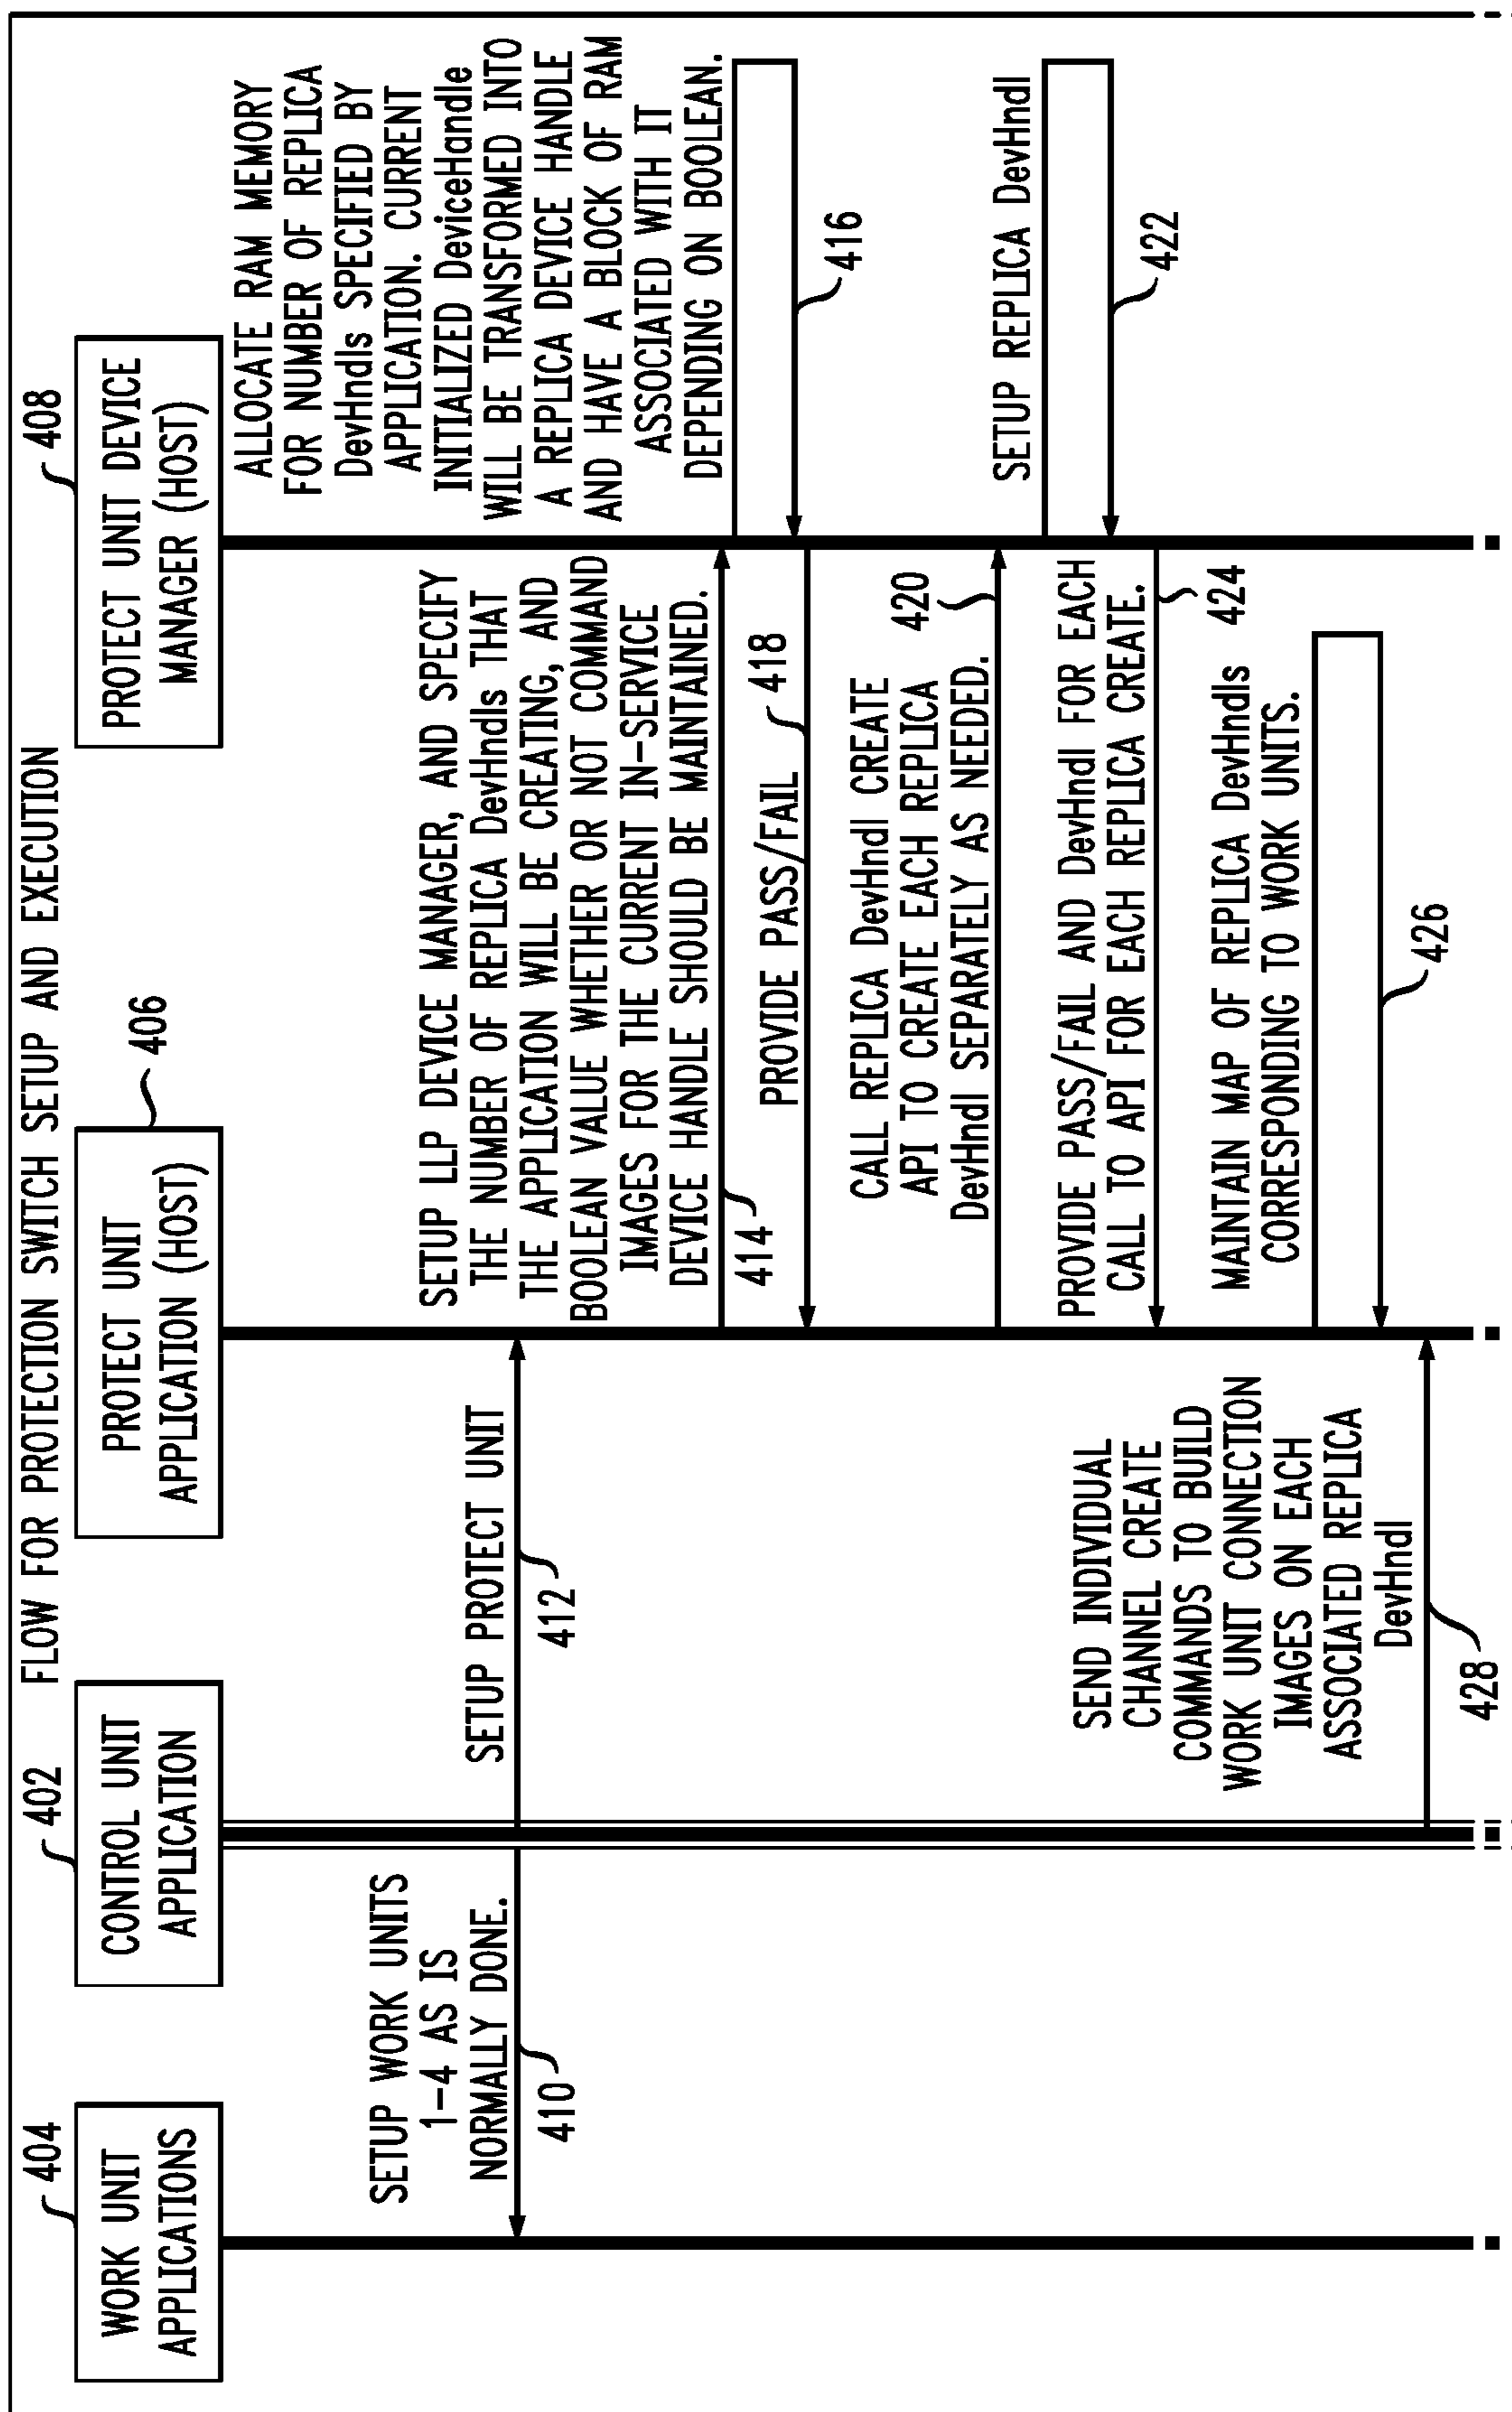 FLOW FOR PROTECTION SWITCH SETUP AND EXECUTION
404
WORK UNIT
APPLICATIONS
402
CONTROL UNIT
APPLICATION
PROTECT UNIT
APPLICATION (HOST)
406
408
PROTECT UNIT DEVICE
MANAGER (HOST)
SETUP WORK UNITS
1-4 AS IS
NORMALLY DONE.
410
SETUP PROTECT UNIT
412
SETUP LLP DEVICE MANAGER, AND SPECIFY
THE NUMBER OF REPLICA DevHndls THAT
THE APPLICATION WILL BE CREATING, AND
BOOLEAN VALUE WHETHER OR NOT COMMAND
IMAGES FOR THE CURRENT IN-SERVICE
DEVICE HANDLE SHOULD BE MAINTAINED.
414
ALLOCATE RAM MEMORY
FOR NUMBER OF REPLICA
DevHndls SPECIFIED BY
APPLICATION. CURRENT
INITIALIZED DeviceHandle
WILL BE TRANSFORMED INTO
A REPLICA DEVICE HANDLE
AND HAVE A BLOCK OF RAM
ASSOCIATED WITH IT
DEPENDING ON BOOLEAN.
416
PROVIDE PASS/FAIL
418
CALL REPLICA DevHndl CREATE
API TO CREATE EACH REPLICA
DevHndl SEPARATELY AS NEEDED.
420
SETUP REPLICA DevHndl
422
PROVIDE PASS/FAIL AND DevHndl FOR EACH
CALL TO API FOR EACH REPLICA CREATE.
424
MAINTAIN MAP OF REPLICA DevHndls
CORRESPONDING TO WORK UNITS.
426
SEND INDIVIDUAL
CHANNEL CREATE
COMMANDS TO BUILD
WORK UNIT CONNECTION
IMAGES ON EACH
ASSOCIATED REPLICA
DevHndl
428